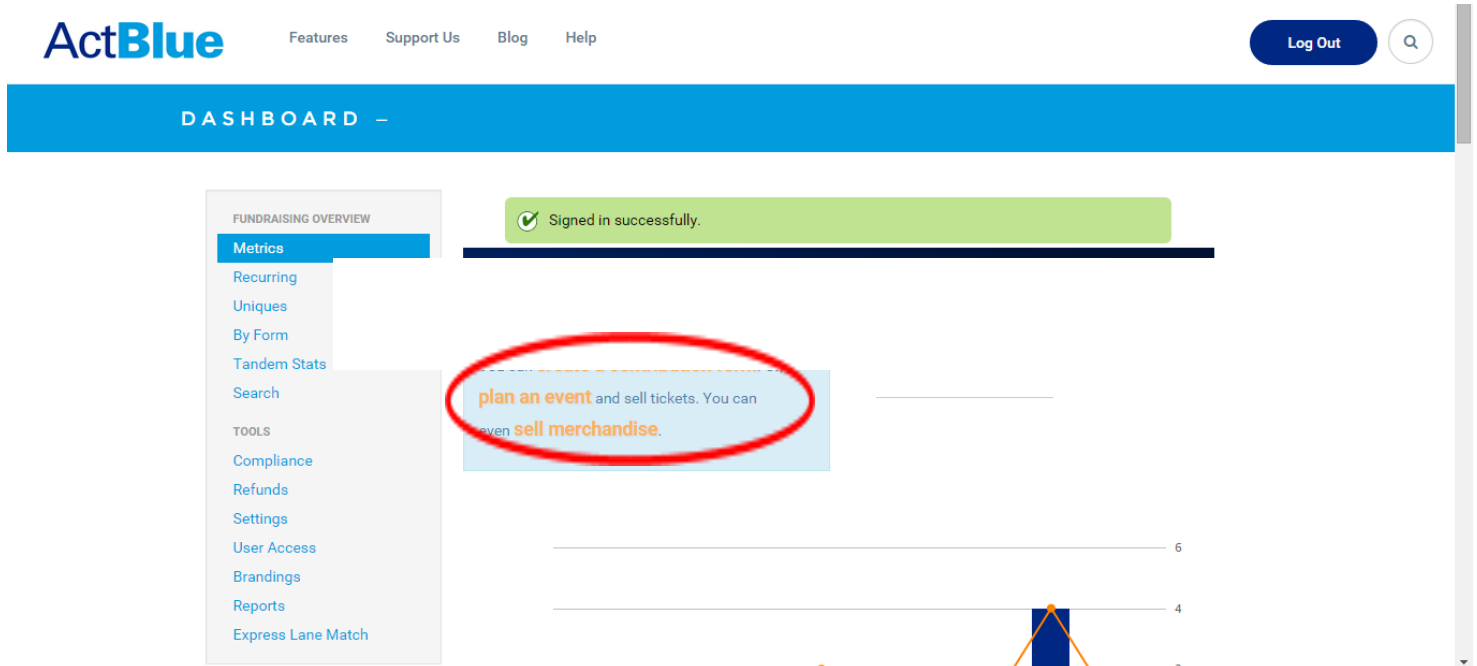 ActBlue
Features Support Us Blog Help
Log Out
DASHBOARD –
FUNDRAISING OVERVIEW
Metrics
Recurring
Uniques
By Form
Tandem Stats
Search
TOOLS
Compliance
Refunds
Settings
User Access
Brandings
Reports
Express Lane Match
Signed in successfully.
plan an event and sell tickets. You can
even sell merchandise.
6
4